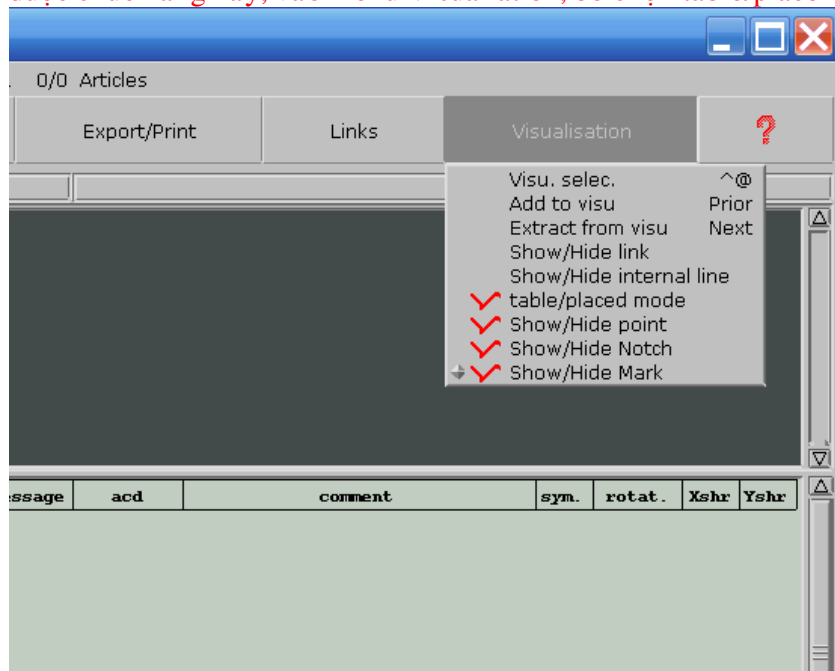 0/0 Articles
Export/Print Links Visualisation ?
Visu. selec. ^@
Add to visu Prior
Extract from visu Next
Show/Hide link
Show/Hide internal line
table/placed mode
Show/Hide point
Show/Hide Notch
Show/Hide Mark
acd comment sym. rotat. Xshr Yshr